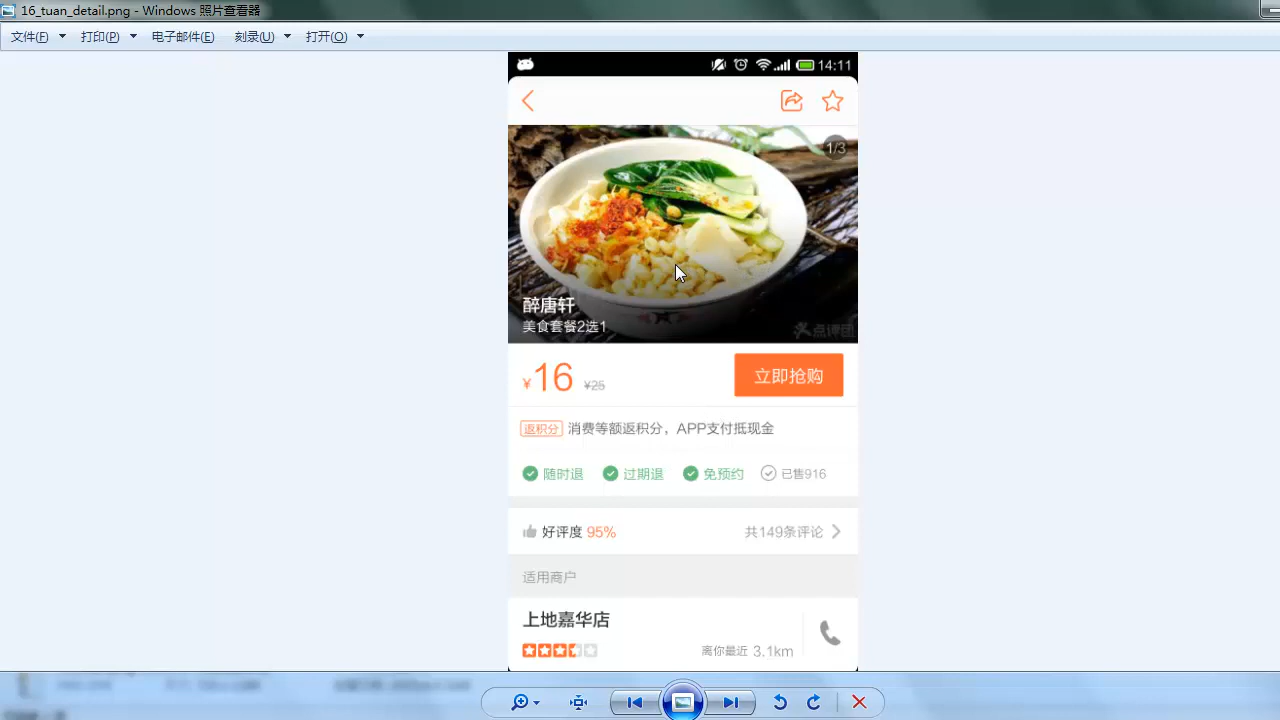 16_tuan_detail.png - Windows 照片查看器
文件(F) 打印(P) 电子邮件(E) 刻录(U) 打开(O)
14:11
1/3
醉唐轩
美食套餐2选1
点评团
¥16 ¥25 立即抢购
返积分 消费等额返积分，APP支付抵现金
随时退 过期退 免预约 已售916
好评度 95% 共149条评论
适用商户
上地嘉华店
离你最近 3.1km